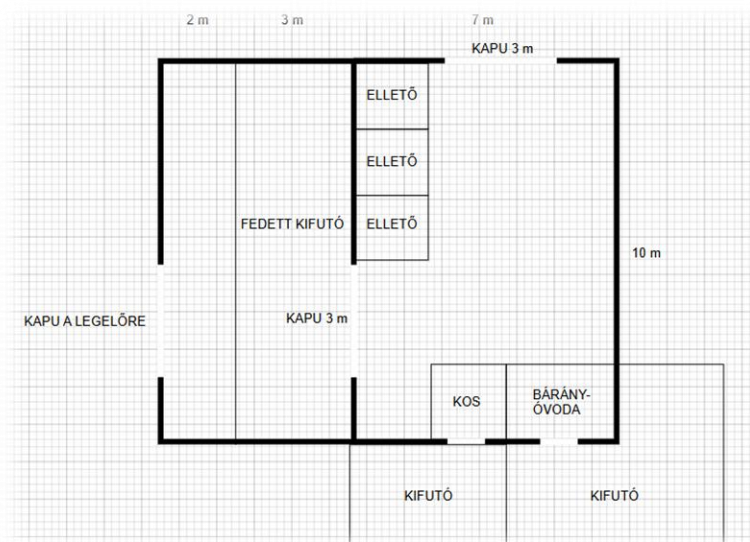 2 m 3 m 7 m
KAPU 3 m
ELLETŐ
ELLETŐ
ELLETŐ
FEDETT KIFUTÓ
10 m
KAPU A LEGELŐRE
KAPU 3 m
KOS
BÁRÁNY-
ÓVODA
KIFUTÓ
KIFUTÓ